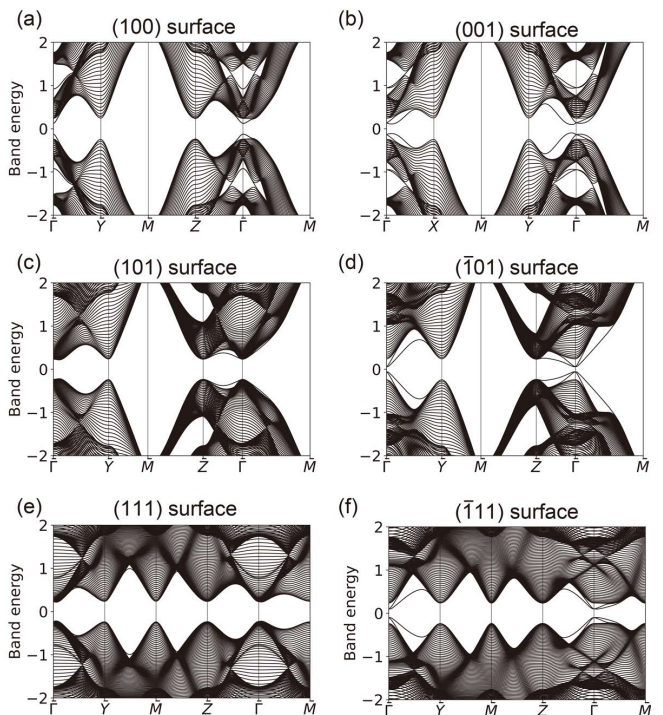 (a) (100) surface
(b) (001) surface
Band energy
2
1
0
−1
−2
Γ̄ Ȳ M̄ Z̄ Γ̄ M̄
2
1
0
−1
−2
Γ̄ X̄ M̄ Ȳ Γ̄ M̄
(c) (101) surface
(d) (1̄01) surface
Band energy
2
1
0
−1
−2
Γ̄ Ȳ M̄ Z̄ Γ̄ M̄
2
1
0
−1
−2
Γ̄ Ȳ M̄ Z̄ Γ̄ M̄
(e) (111) surface
(f) (1̄11) surface
Band energy
2
1
0
−1
−2
Γ̄ Ȳ M̄ Z̄ Γ̄ M̄
Band energy
2
1
0
−1
−2
Γ̄ Ȳ M̄ Z̄ Γ̄ M̄